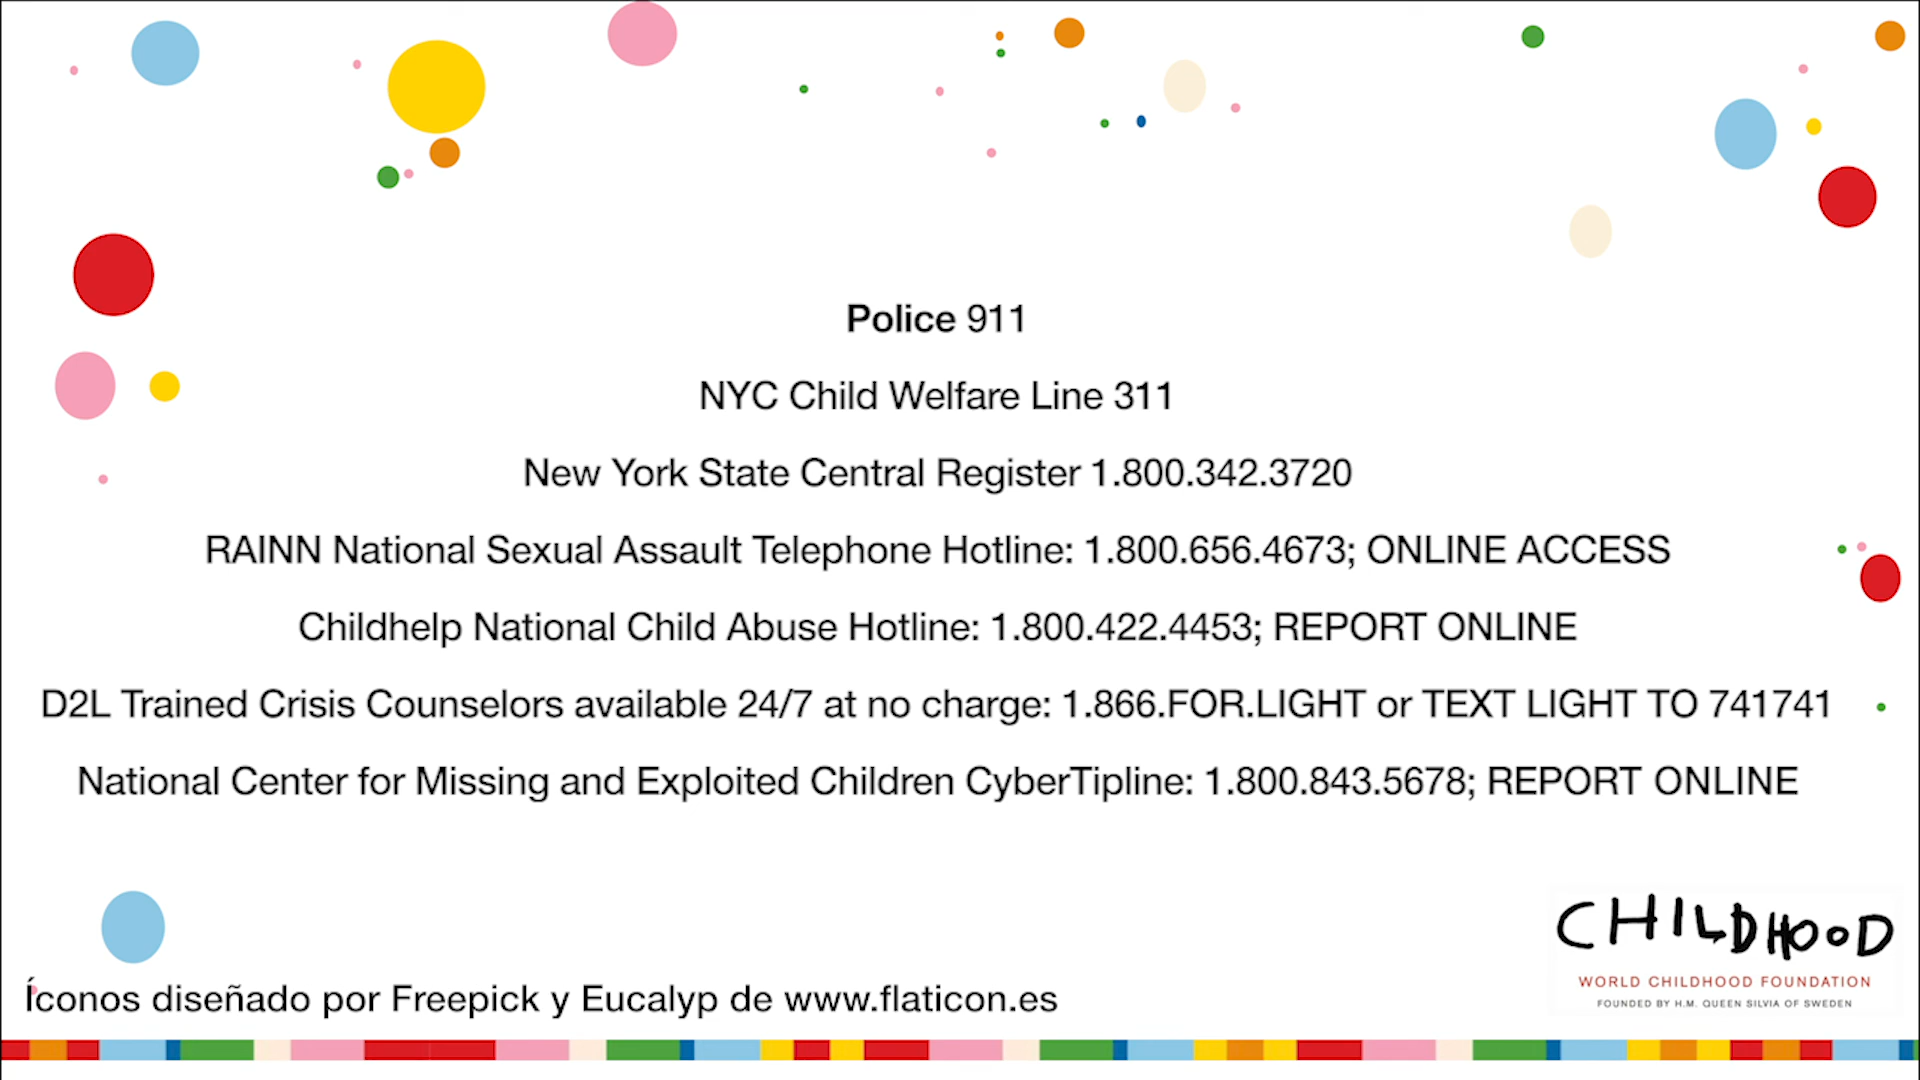 Police 911
NYC Child Welfare Line 311
New York State Central Register 1.800.342.3720
RAINN National Sexual Assault Telephone Hotline: 1.800.656.4673; ONLINE ACCESS
Childhelp National Child Abuse Hotline: 1.800.422.4453; REPORT ONLINE
D2L Trained Crisis Counselors available 24/7 at no charge: 1.866.FOR.LIGHT or TEXT LIGHT TO 741741
National Center for Missing and Exploited Children CyberTipline: 1.800.843.5678; REPORT ONLINE
CHILDHOOD
WORLD CHILDHOOD FOUNDATION
FOUNDED BY H.M. QUEEN SILVIA OF SWEDEN
Íconos diseñado por Freepick y Eucalyp de www.flaticon.es